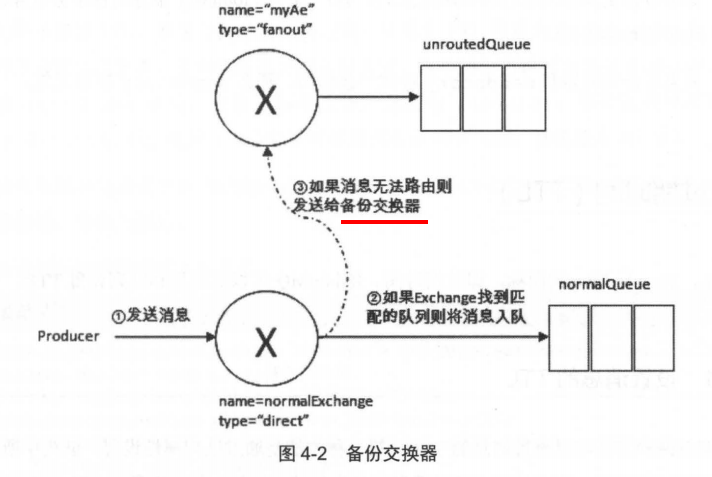 name=“myAe”
type=“fanout”
unroutedQueue
X
③如果消息无法路由则
发送给备份交换器
normalQueue
②如果Exchange找到匹
配的队列则将消息入队
①发送消息
Producer
X
name=normalExchange
type=“direct”
图 4-2 备份交换器